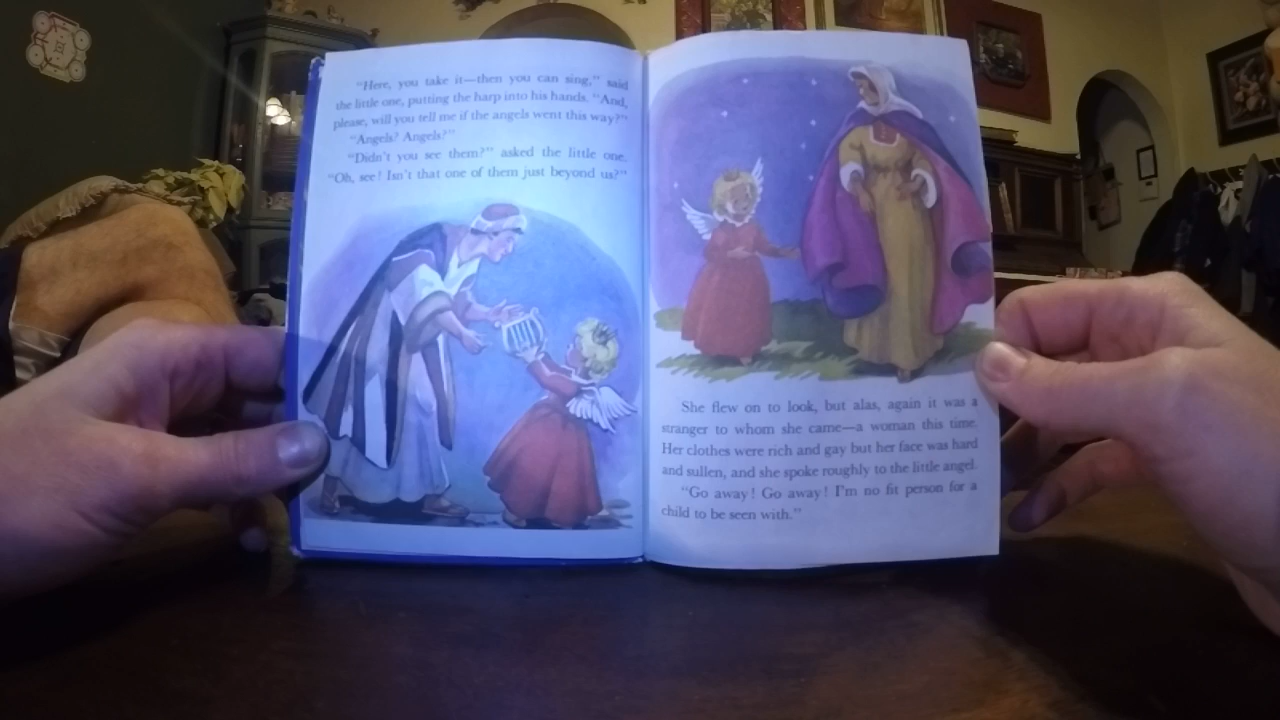 "Here, you take it—then you can sing," said
the little one, putting the harp into his hands. "And,
please, will you tell me if the angels went this way?"
"Angels? Angels?"
"Didn't you see them?" asked the little one.
"Oh, see! Isn't that one of them just beyond us?"
She flew on to look, but alas, again it was a
stranger to whom she came—a woman this time.
Her clothes were rich and gay but her face was hard
and sullen, and she spoke roughly to the little angel.
"Go away! Go away! I'm no fit person for a
child to be seen with."